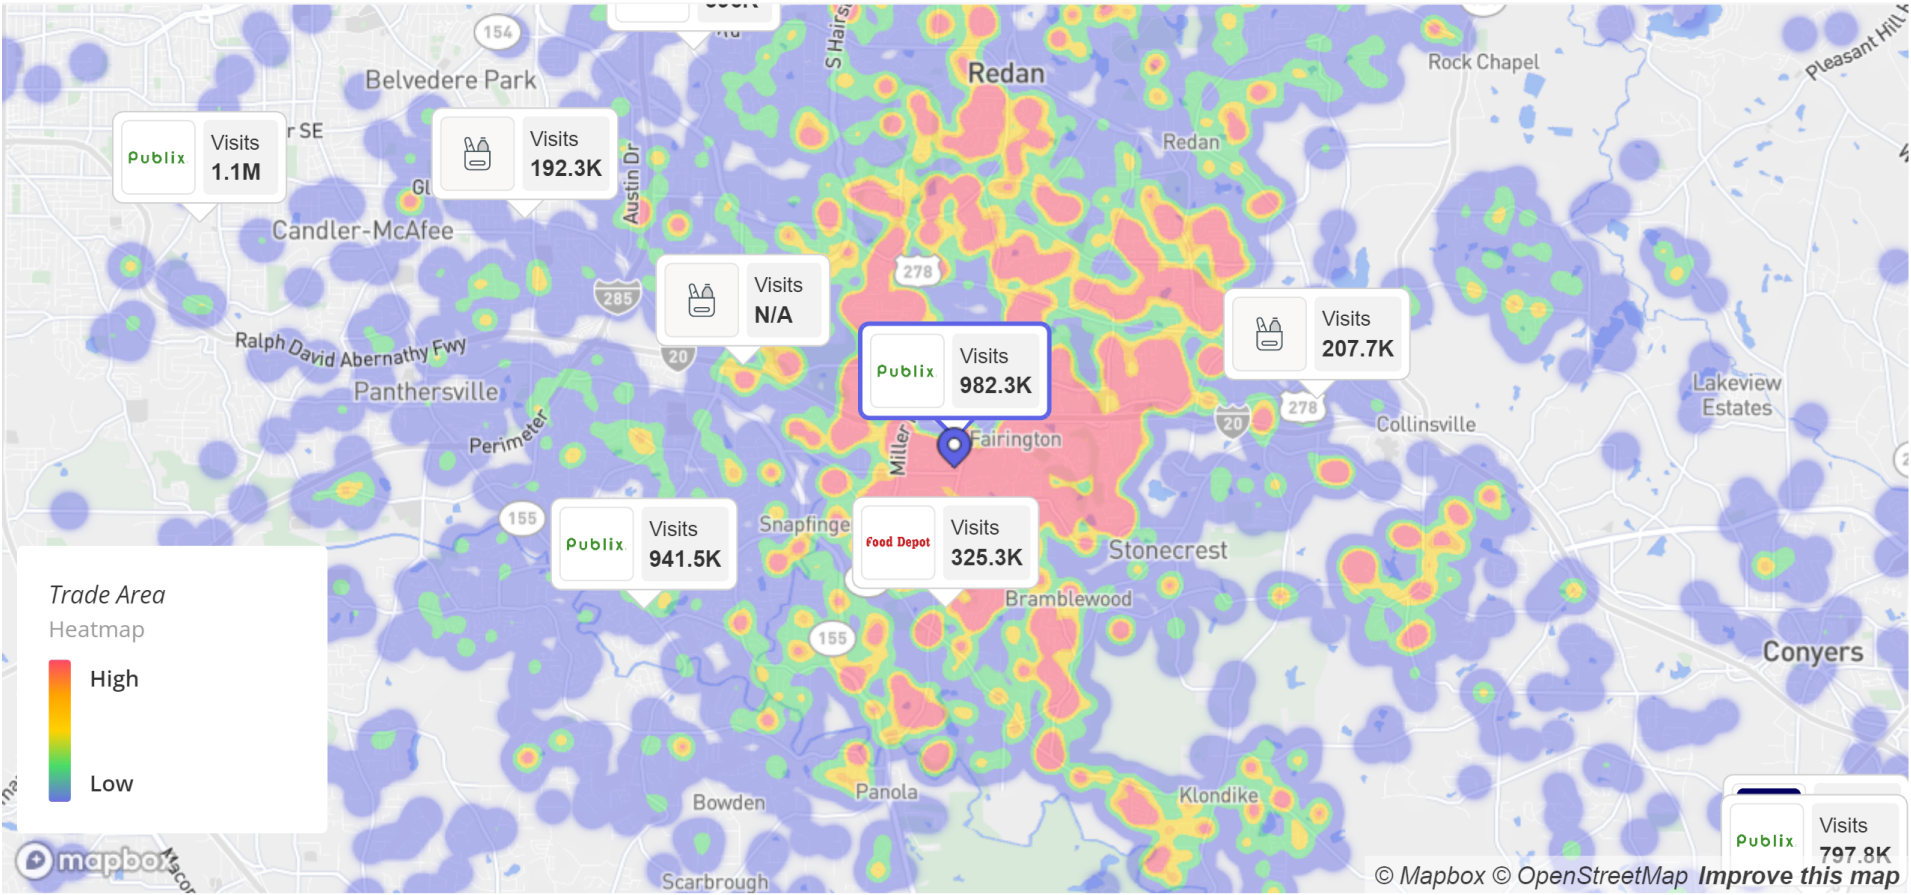 154
S Hairs
Redan
Rock Chapel
Pleasant Hill
Belvedere Park
Publix
Visits
1.1M
r SE
Visits
192.3K
Austin Dr
Redan
Gl
Candler-McAfee
285
Visits
N/A
278
Ralph David Abernathy Fwy
20
Publix
Visits
982.3K
Visits
207.7K
Panthersville
Perimeter
Miller
Fairington
20
278
Collinsville
Lakeview
Estates
155
Publix
Visits
941.5K
Snapfinge
Food Depot
Visits
325.3K
Stonecrest
Bramblewood
155
Conyers
Trade Area
Heatmap
High
Low
Bowden
Panola
Klondike
Scarbrough
Publix
Visits
797.8K
mapbox
Macon
© Mapbox © OpenStreetMap Improve this map